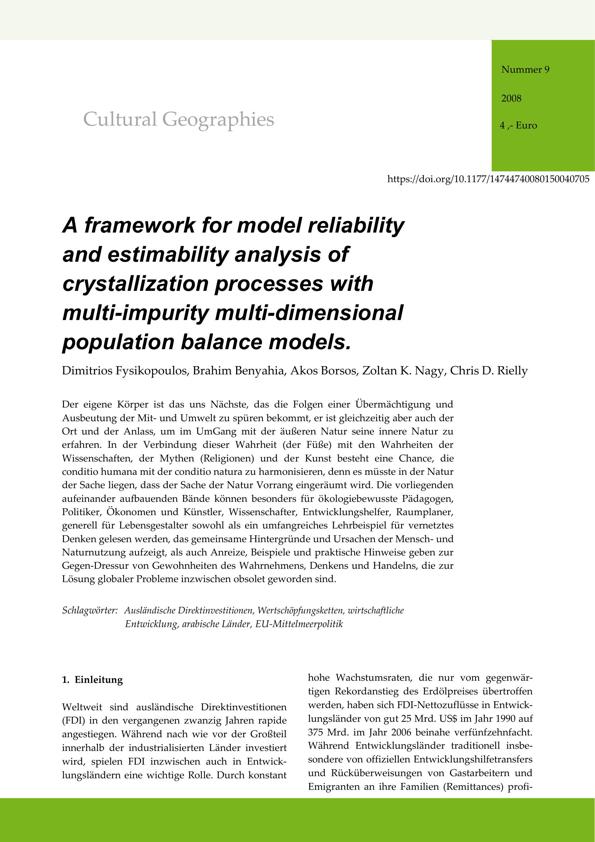 Nummer 9
2008
4 ,- Euro
Cultural Geographies
https://doi.org/10.1177/14744740080150040705
A framework for model reliability
and estimability analysis of
crystallization processes with
multi-impurity multi-dimensional
population balance models.
Dimitrios Fysikopoulos, Brahim Benyahia, Akos Borsos, Zoltan K. Nagy, Chris D. Rielly
Der eigene Körper ist das uns Nächste, das die Folgen einer Übermächtigung und
Ausbeutung der Mit- und Umwelt zu spüren bekommt, er ist gleichzeitig aber auch der
Ort und der Anlass, um im UmGang mit der äußeren Natur seine innere Natur zu
erfahren. In der Verbindung dieser Wahrheit (der Füße) mit den Wahrheiten der
Wissenschaften, der Mythen (Religionen) und der Kunst besteht eine Chance, die
conditio humana mit der conditio natura zu harmonisieren, denn es müsste in der Natur
der Sache liegen, dass der Sache der Natur Vorrang eingeräumt wird. Die vorliegenden
aufeinander aufbauenden Bände können besonders für ökologiebewusste Pädagogen,
Politiker, Ökonomen und Künstler, Wissenschafter, Entwicklungshelfer, Raumplaner,
generell für Lebensgestalter sowohl als ein umfangreiches Lehrbeispiel für vernetztes
Denken gelesen werden, das gemeinsame Hintergründe und Ursachen der Mensch- und
Naturnutzung aufzeigt, als auch Anreize, Beispiele und praktische Hinweise geben zur
Gegen-Dressur von Gewohnheiten des Wahrnehmens, Denkens und Handelns, die zur
Lösung globaler Probleme inzwischen obsolet geworden sind.
Schlagwörter: Ausländische Direktinvestitionen, Wertschöpfungsketten, wirtschaftliche
Entwicklung, arabische Länder, EU-Mittelmeerpolitik
1. Einleitung
Weltweit sind ausländische Direktinvestitionen
(FDI) in den vergangenen zwanzig Jahren rapide
angestiegen. Während nach wie vor der Großteil
innerhalb der industrialisierten Länder investiert
wird, spielen FDI inzwischen auch in Entwick-
lungsländern eine wichtige Rolle. Durch konstant
hohe Wachstumsraten, die nur vom gegenwär-
tigen Rekordanstieg des Erdölpreises übertroffen
werden, haben sich FDI-Nettozuflüsse in Entwick-
lungsländer von gut 25 Mrd. US$ im Jahr 1990 auf
375 Mrd. im Jahr 2006 beinahe verfünfzehnfacht.
Während Entwicklungsländer traditionell insbe-
sondere von offiziellen Entwicklungshilfetransfers
und Rücküberweisungen von Gastarbeitern und
Emigranten an ihre Familien (Remittances) profi-